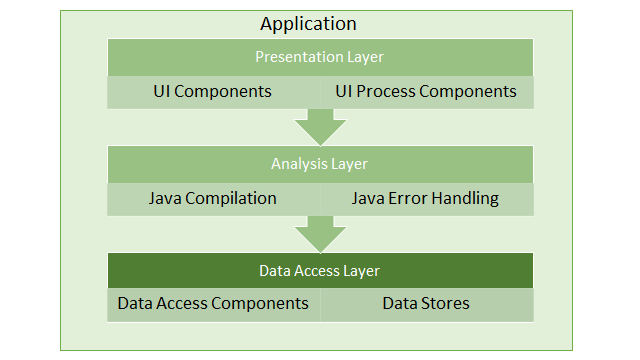 Application
Presentation Layer
UI Components UI Process Components
Analysis Layer
Java Compilation Java Error Handling
Data Access Layer
Data Access Components Data Stores